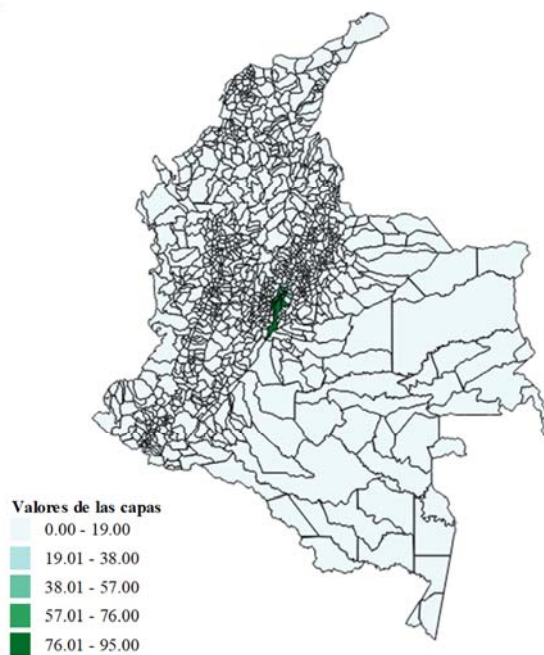 Valores de las capas
0.00 - 19.00
19.01 - 38.00
38.01 - 57.00
57.01 - 76.00
76.01 - 95.00